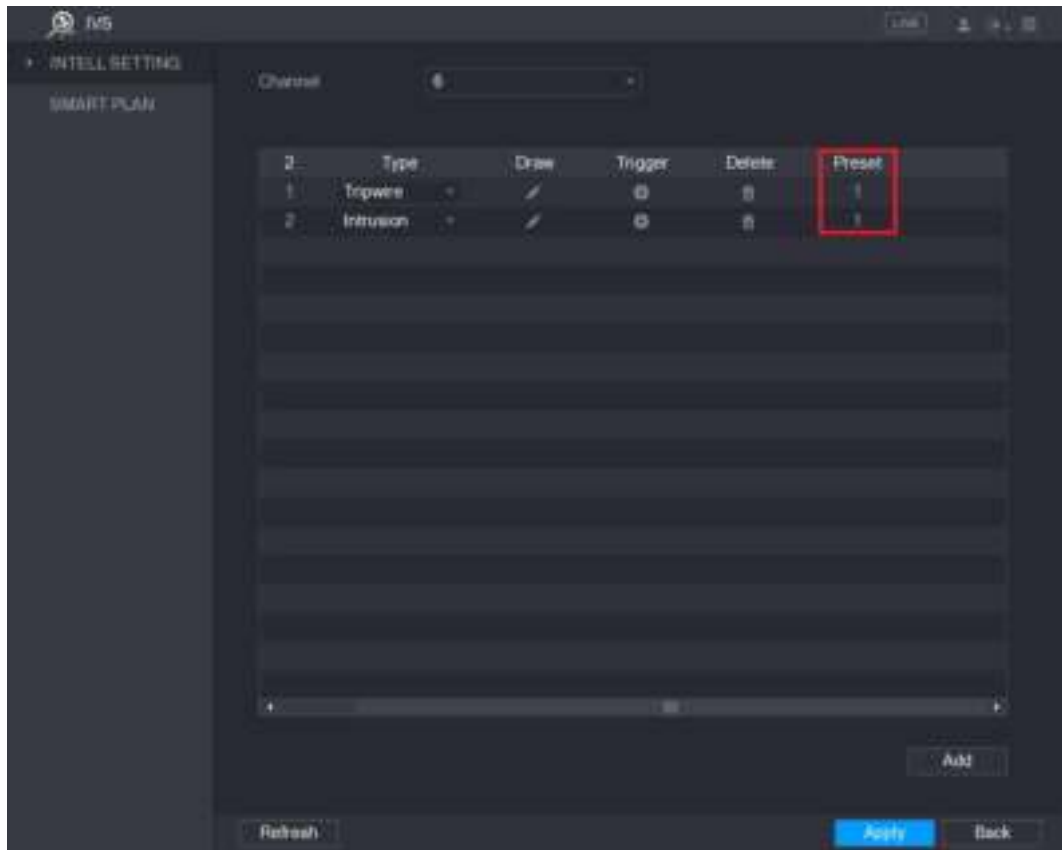 IVS
LIVE
INTELL SETTING
SMART PLAN
Channel 6
2 Type Draw Trigger Delete Preset
1 Tripwire 1
2 Intrusion 1
Add
Refresh Apply Back